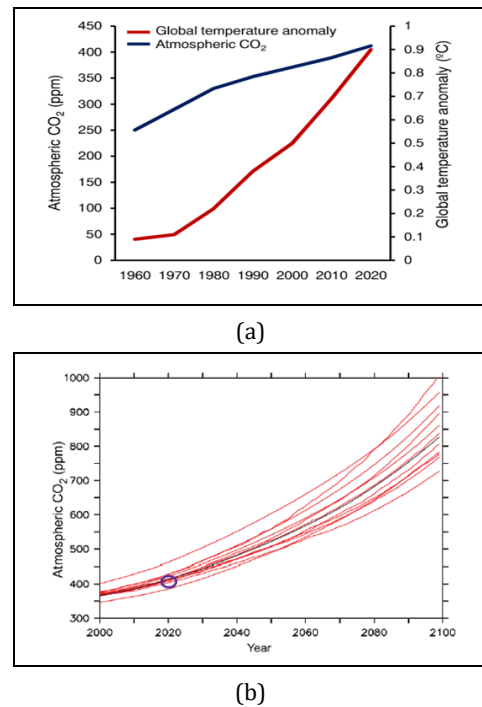 Global temperature anomaly
Atmospheric CO₂
Atmospheric CO₂ (ppm)
450
400
350
300
250
200
150
100
50
0
1
0.9
0.8
0.7
0.6
0.5
0.4
0.3
0.2
0.1
0
Global temperature anomaly (ºC)
1960 1970 1980 1990 2000 2010 2020
(a)
Atmospheric CO₂ (ppm)
1000
900
800
700
600
500
400
300
2000 2020 2040 2060 2080 2100
Year
(b)